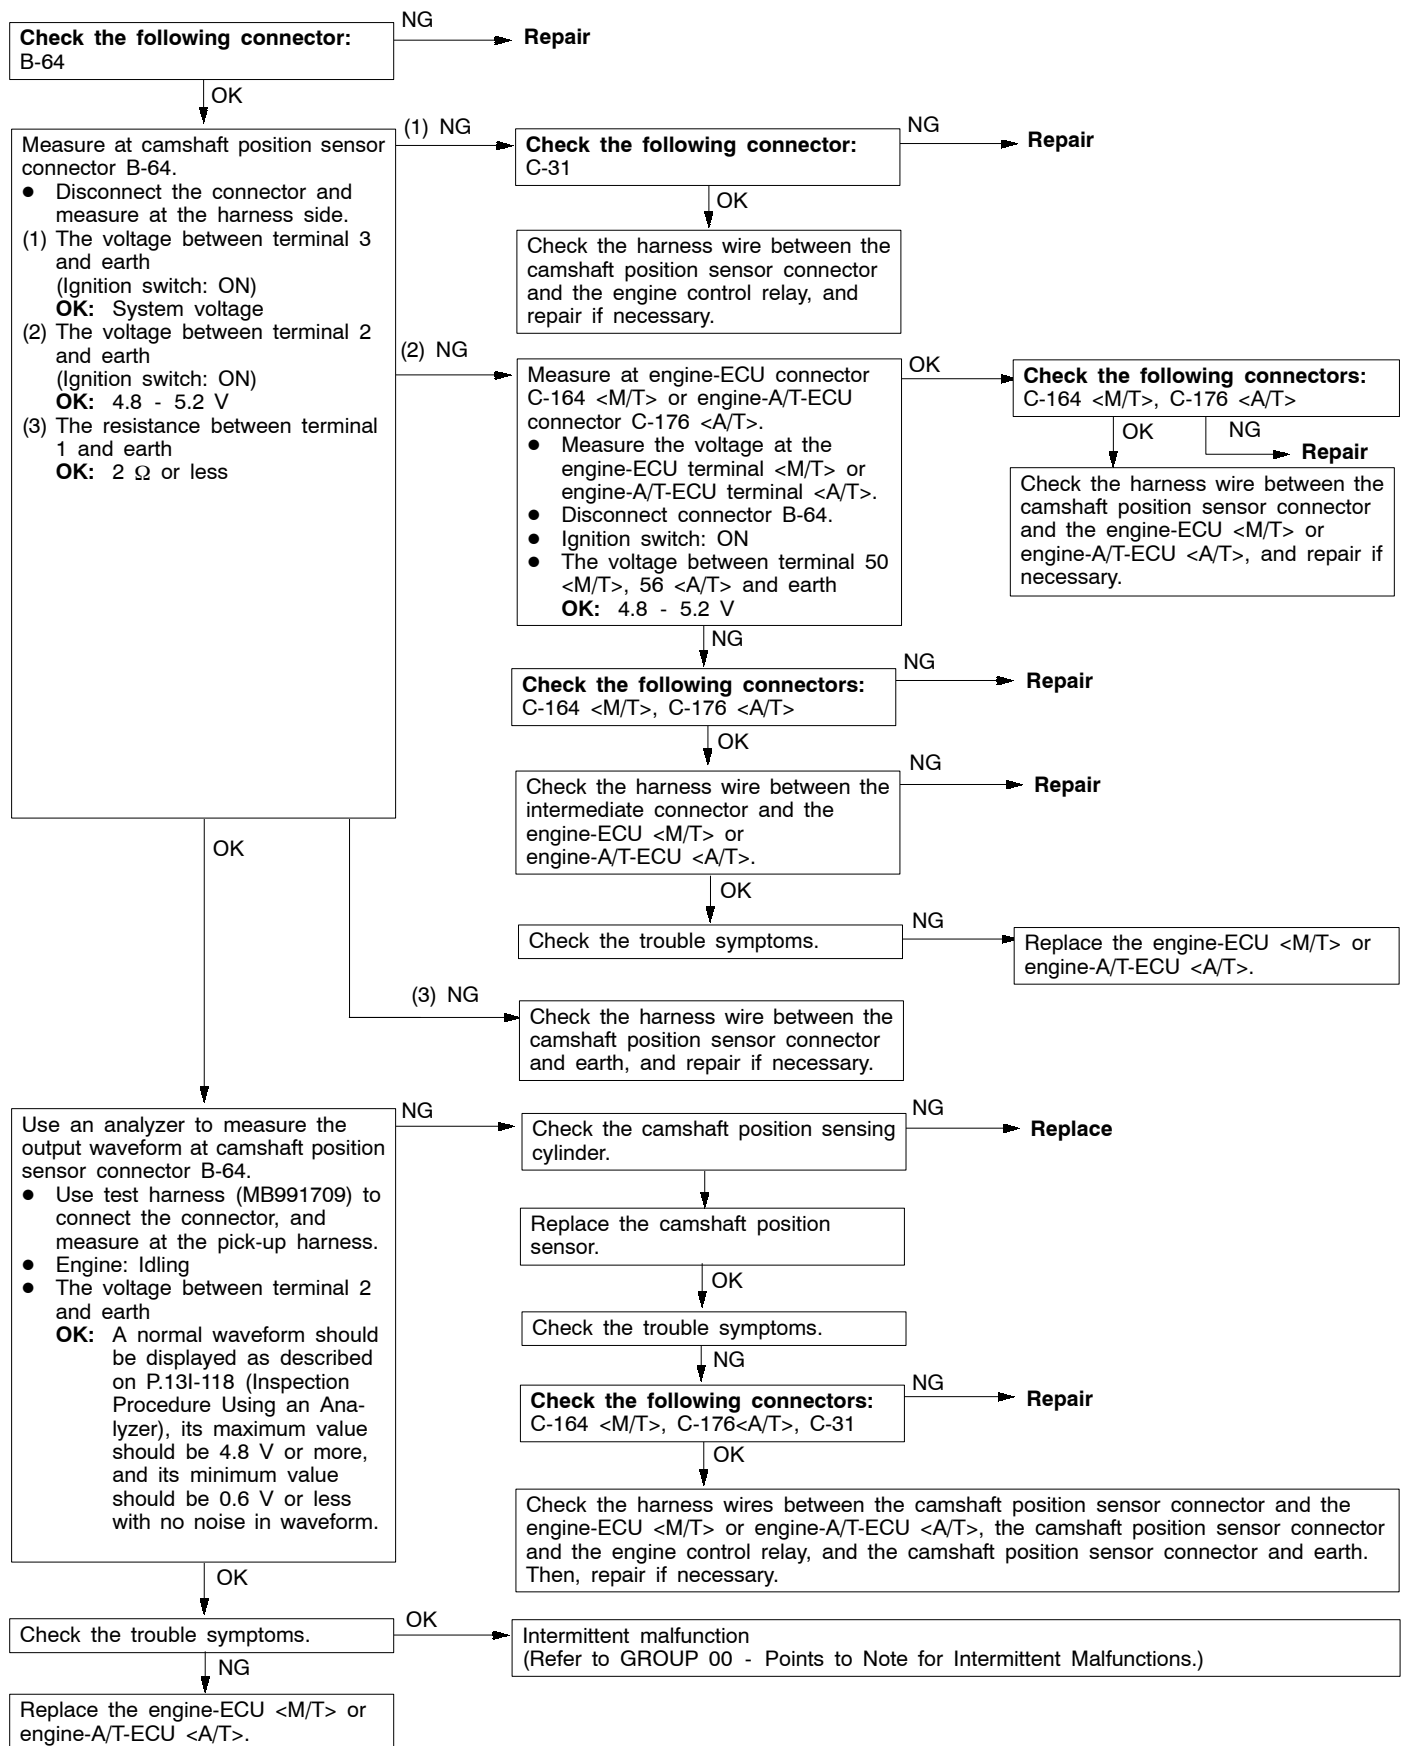 Check the following connector:
B-64
NG
Repair
OK
Measure at camshaft position sensor
connector B-64.
● Disconnect the connector and
measure at the harness side.
(1) The voltage between terminal 3
and earth
(Ignition switch: ON)
OK: System voltage
(2) The voltage between terminal 2
and earth
(Ignition switch: ON)
OK: 4.8 - 5.2 V
(3) The resistance between terminal
1 and earth
OK: 2 Ω or less
(1) NG
Check the following connector:
C-31
NG
Repair
OK
Check the harness wire between the
camshaft position sensor connector
and the engine control relay, and
repair if necessary.
(2) NG
Measure at engine-ECU connector
C-164 <M/T> or engine-A/T-ECU
connector C-176 <A/T>.
● Measure the voltage at the
engine-ECU terminal <M/T> or
engine-A/T-ECU terminal <A/T>.
● Disconnect connector B-64.
● Ignition switch: ON
● The voltage between terminal 50
<M/T>, 56 <A/T> and earth
OK: 4.8 - 5.2 V
OK
Check the following connectors:
C-164 <M/T>, C-176 <A/T>
OK
NG
Repair
Check the harness wire between the
camshaft position sensor connector
and the engine-ECU <M/T> or
engine-A/T-ECU <A/T>, and repair if
necessary.
NG
Check the following connectors:
C-164 <M/T>, C-176 <A/T>
NG
Repair
OK
Check the harness wire between the
intermediate connector and the
engine-ECU <M/T> or
engine-A/T-ECU <A/T>.
NG
Repair
OK
Check the trouble symptoms.
NG
Replace the engine-ECU <M/T> or
engine-A/T-ECU <A/T>.
(3) NG
Check the harness wire between the
camshaft position sensor connector
and earth, and repair if necessary.
OK
Use an analyzer to measure the
output waveform at camshaft position
sensor connector B-64.
● Use test harness (MB991709) to
connect the connector, and
measure at the pick-up harness.
● Engine: Idling
● The voltage between terminal 2
and earth
OK: A normal waveform should
be displayed as described
on P.13I-118 (Inspection
Procedure Using an Ana-
lyzer), its maximum value
should be 4.8 V or more,
and its minimum value
should be 0.6 V or less
with no noise in waveform.
NG
Check the camshaft position sensing
cylinder.
NG
Replace
Replace the camshaft position
sensor.
OK
Check the trouble symptoms.
NG
Check the following connectors:
C-164 <M/T>, C-176<A/T>, C-31
NG
Repair
OK
Check the harness wires between the camshaft position sensor connector and the
engine-ECU <M/T> or engine-A/T-ECU <A/T>, the camshaft position sensor connector
and the engine control relay, and the camshaft position sensor connector and earth.
Then, repair if necessary.
OK
Check the trouble symptoms.
OK
Intermittent malfunction
(Refer to GROUP 00 - Points to Note for Intermittent Malfunctions.)
NG
Replace the engine-ECU <M/T> or
engine-A/T-ECU <A/T>.